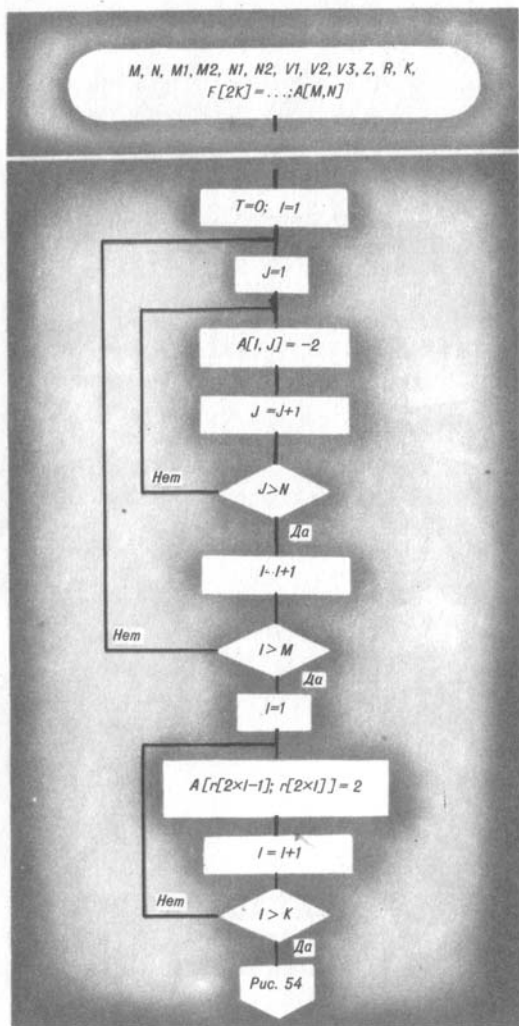 M, N, M1, M2, N1, N2, V1, V2, V3, Z, R, K,
F[2K]=...;A[M,N]
T=0; I=1
J=1
A[I, J] = -2
J =J+1
Нет
J>N
Да
I--I+1
Нет
I > M
Да
I=1
A[r[2×I-1]; r[2×I]] = 2
I = I+1
Нет
I > K
Да
Рис. 54